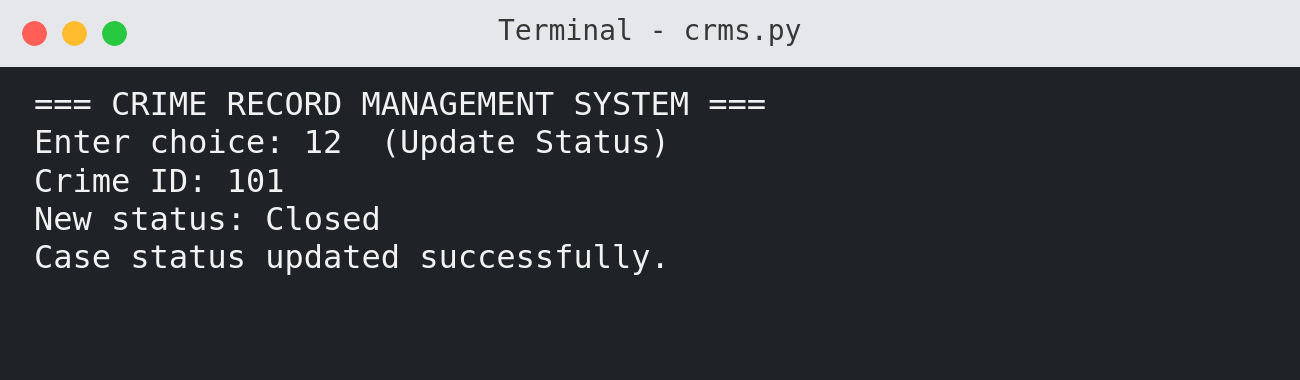 Terminal - crms.py
=== CRIME RECORD MANAGEMENT SYSTEM ===
Enter choice: 12  (Update Status)
Crime ID: 101
New status: Closed
Case status updated successfully.